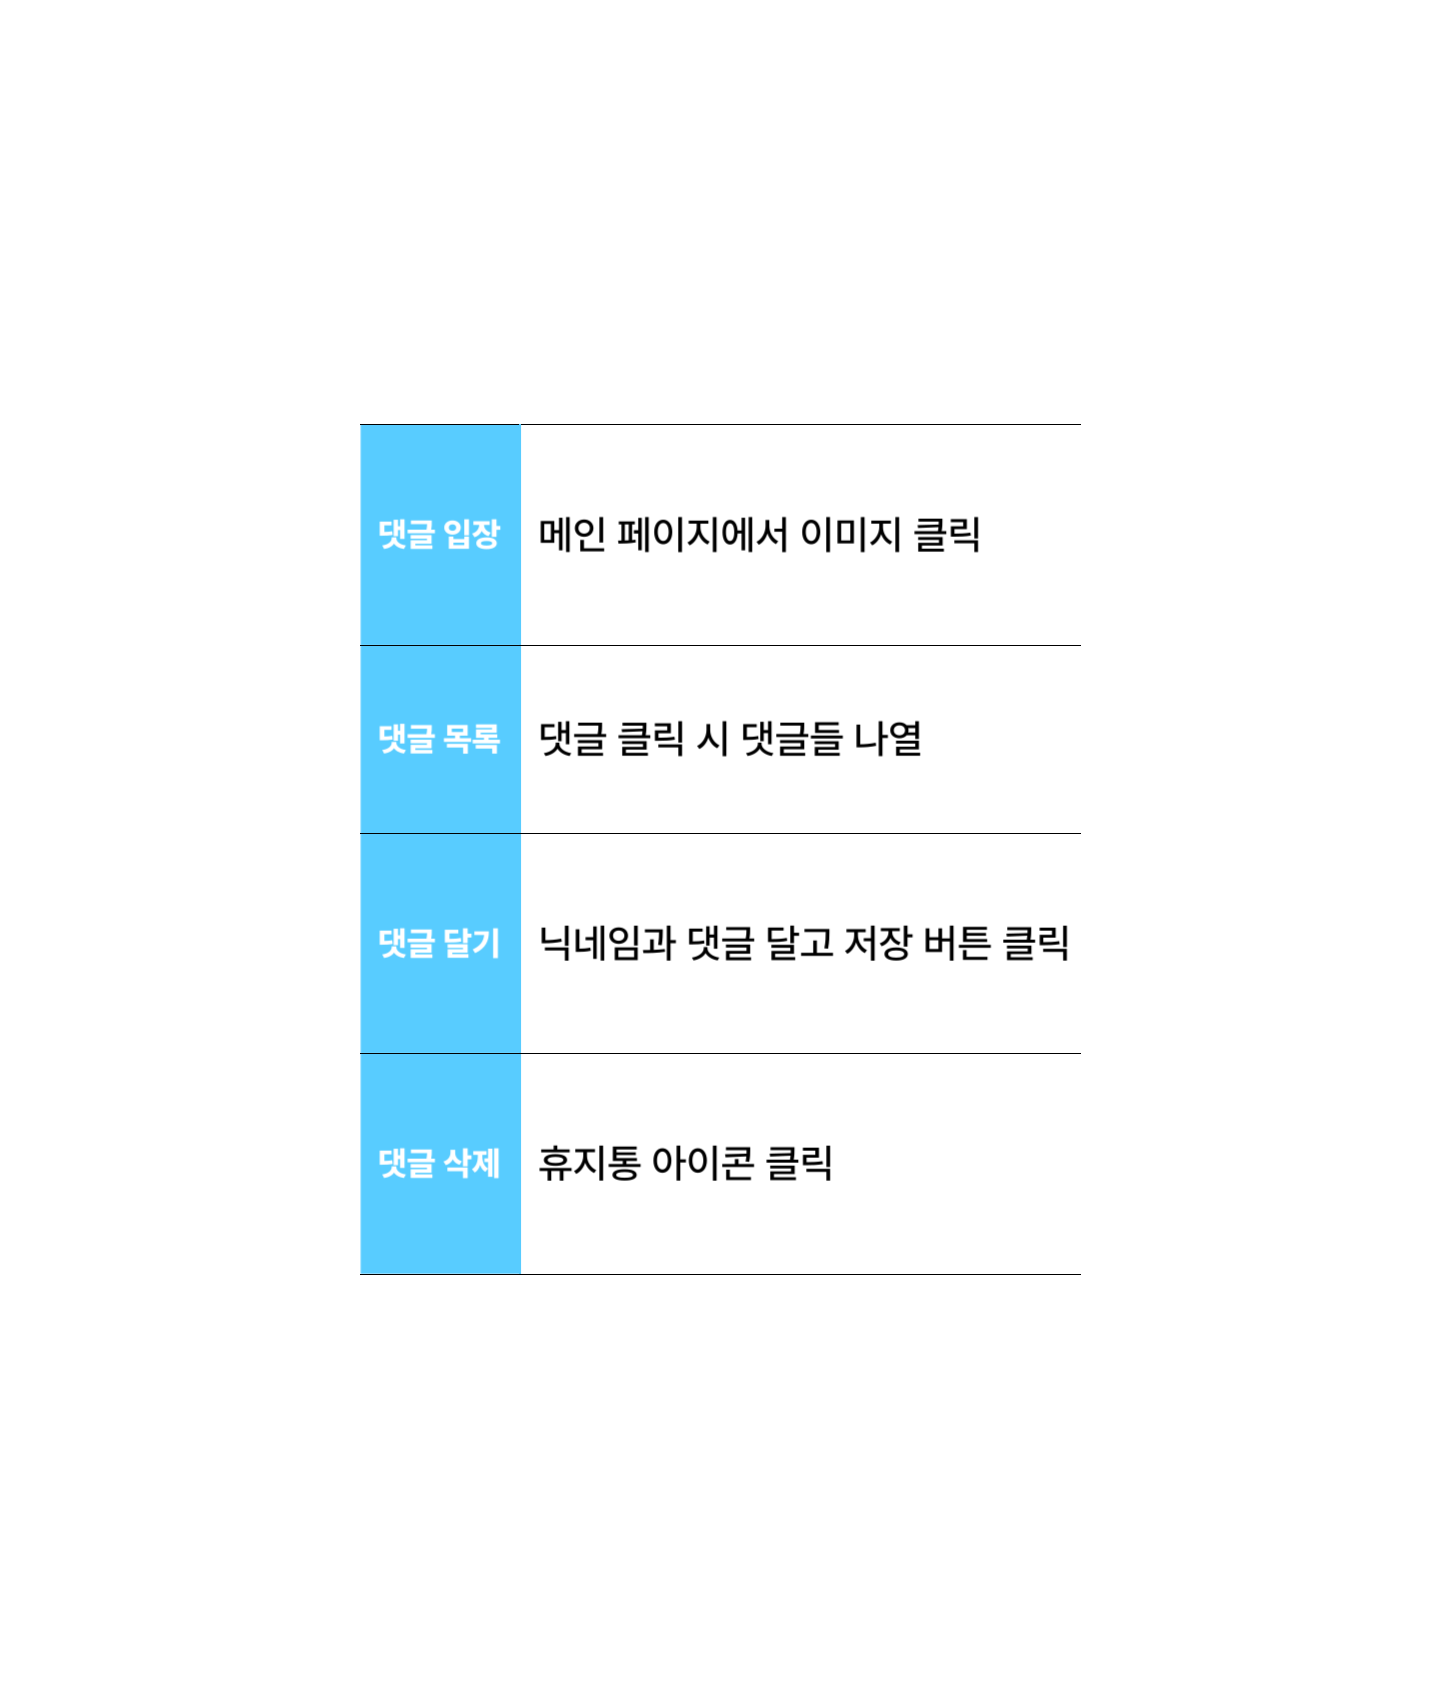 댓글 입장
메인 페이지에서 이미지 클릭
댓글 목록
댓글 클릭 시 댓글들 나열
댓글 달기
닉네임과 댓글 달고 저장 버튼 클릭
댓글 삭제
휴지통 아이콘 클릭